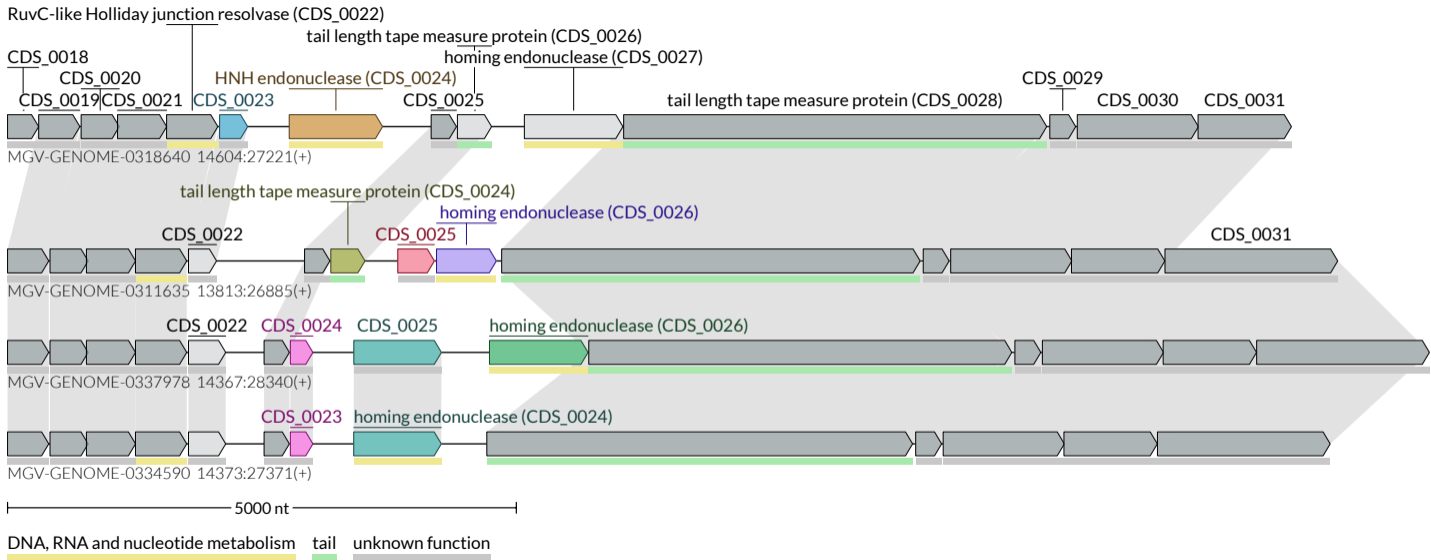 RuvC-like Holliday junction resolvase (CDS_0022)
tail length tape measure protein (CDS_0026)
CDS_0018
homing endonuclease (CDS_0027)
CDS_0020
HNH endonuclease (CDS_0024)
CDS_0029
CDS_0019
CDS_0021
CDS_0023
CDS_0025
tail length tape measure protein (CDS_0028)
CDS_0030
CDS_0031
MGV-GENOME-0318640 14604:27221(+)
tail length tape measure protein (CDS_0024)
homing endonuclease (CDS_0026)
CDS_0022
CDS_0025
CDS_0031
MGV-GENOME-0311635 13813:26885(+)
CDS_0022
CDS_0024
CDS_0025
homing endonuclease (CDS_0026)
MGV-GENOME-0337978 14367:28340(+)
CDS_0023
homing endonuclease (CDS_0024)
MGV-GENOME-0334590 14373:27371(+)
5000 nt
DNA, RNA and nucleotide metabolism
tail
unknown function